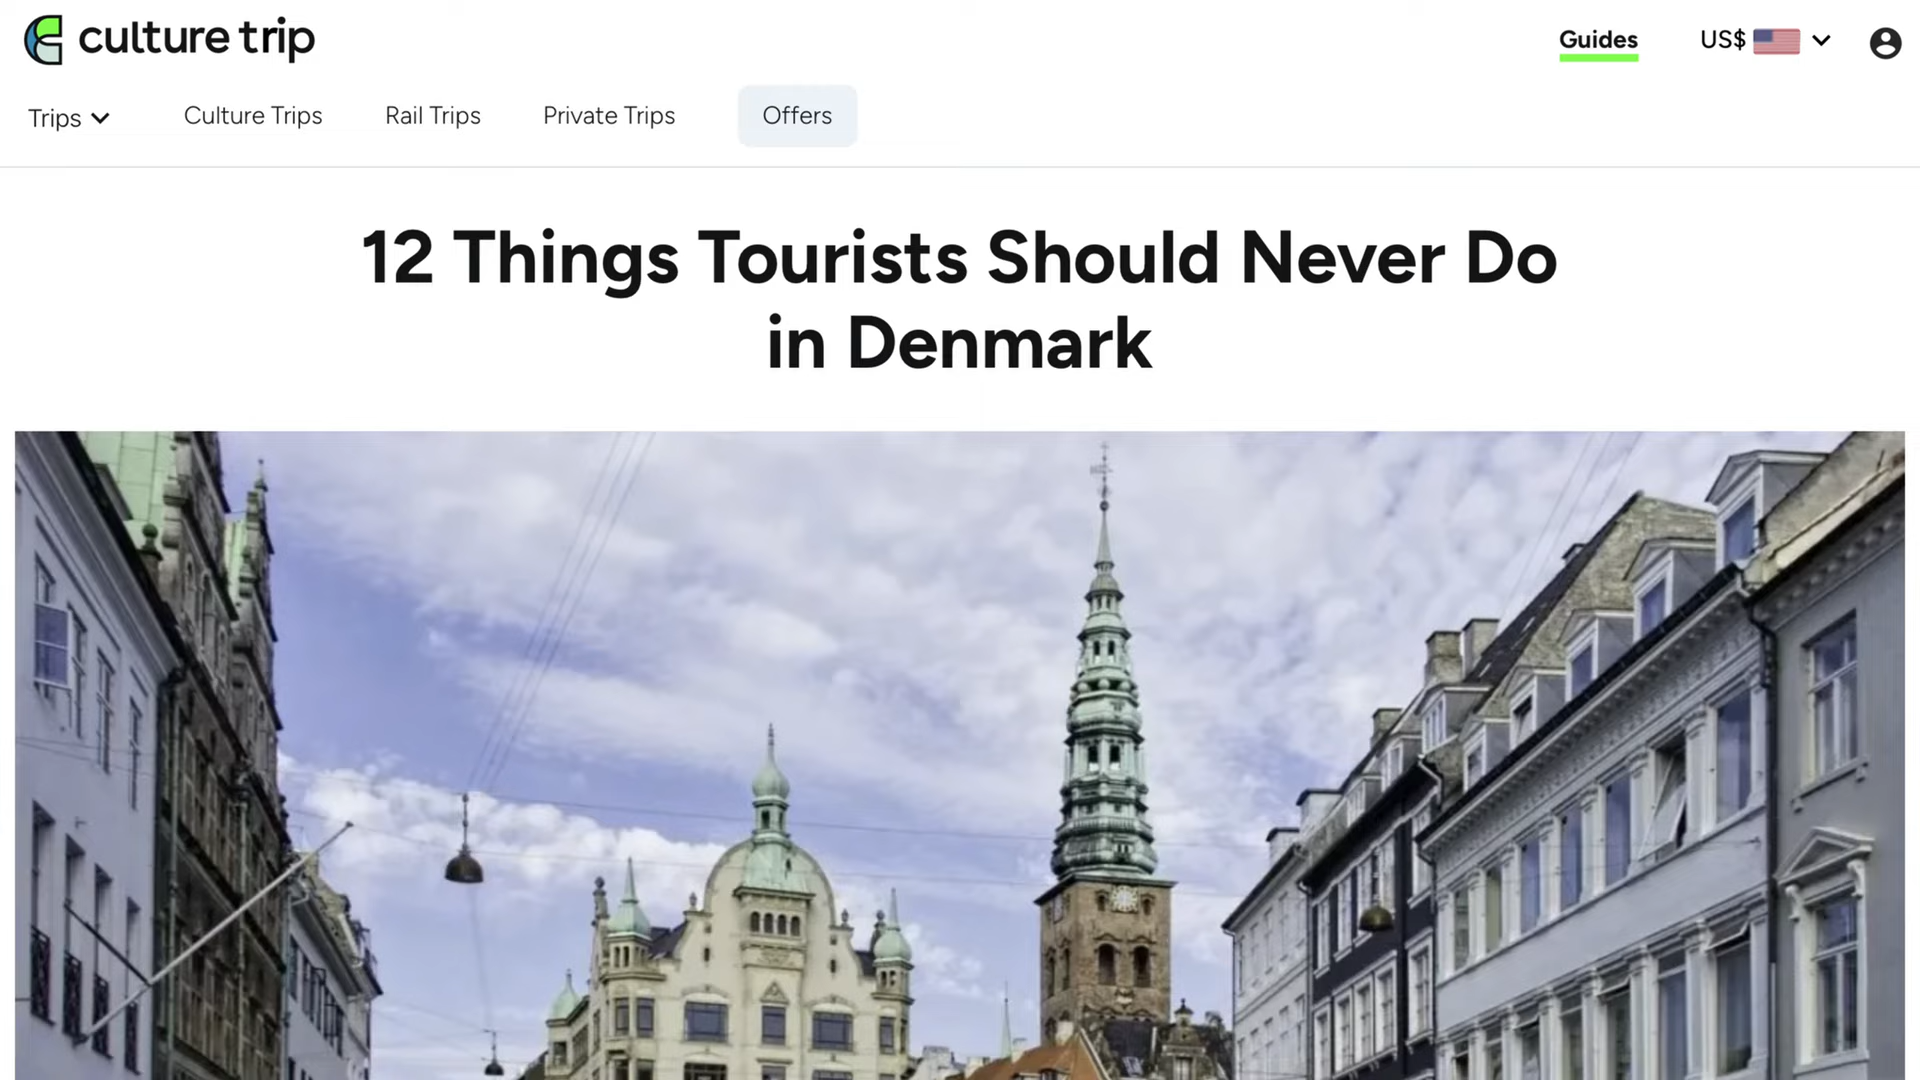 culture trip
Guides
US$
Trips
Culture Trips
Rail Trips
Private Trips
Offers
12 Things Tourists Should Never Do
in Denmark